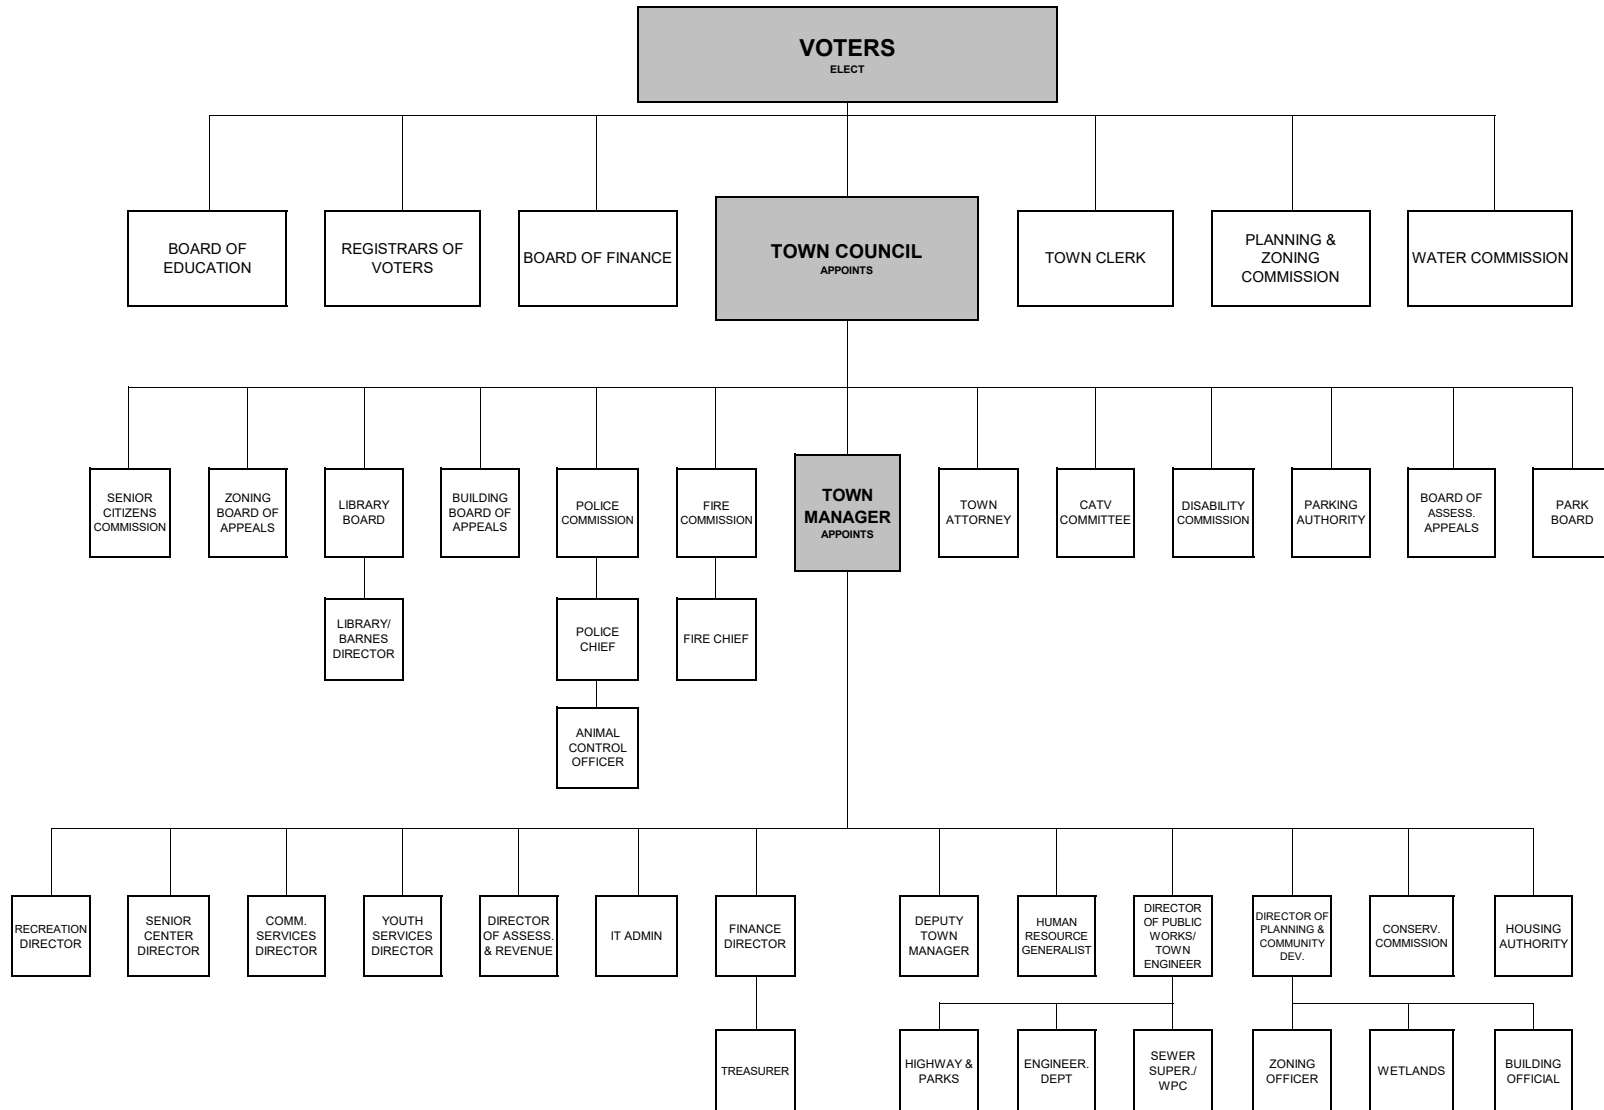 VOTERS
ELECT
BOARD OF
EDUCATION
REGISTRARS OF
VOTERS
BOARD OF FINANCE
TOWN COUNCIL
APPOINTS
TOWN CLERK
PLANNING &
ZONING
COMMISSION
WATER COMMISSION
SENIOR
CITIZENS
COMMISSION
ZONING
BOARD OF
APPEALS
LIBRARY
BOARD
BUILDING
BOARD OF
APPEALS
POLICE
COMMISSION
FIRE
COMMISSION
TOWN
MANAGER
APPOINTS
TOWN
ATTORNEY
CATV
COMMITTEE
DISABILITY
COMMISSION
PARKING
AUTHORITY
BOARD OF
ASSESS.
APPEALS
PARK
BOARD
LIBRARY/
BARNES
DIRECTOR
POLICE
CHIEF
FIRE CHIEF
ANIMAL
CONTROL
OFFICER
RECREATION
DIRECTOR
SENIOR
CENTER
DIRECTOR
COMM.
SERVICES
DIRECTOR
YOUTH
SERVICES
DIRECTOR
DIRECTOR
OF ASSESS.
& REVENUE
IT ADMIN
FINANCE
DIRECTOR
DEPUTY
TOWN
MANAGER
HUMAN
RESOURCE
GENERALIST
DIRECTOR
OF PUBLIC
WORKS/
TOWN
ENGINEER
DIRECTOR OF
PLANNING &
COMMUNITY
DEV.
CONSERV.
COMMISSION
HOUSING
AUTHORITY
TREASURER
HIGHWAY &
PARKS
ENGINEER.
DEPT
SEWER
SUPER./
WPC
ZONING
OFFICER
WETLANDS
BUILDING
OFFICIAL